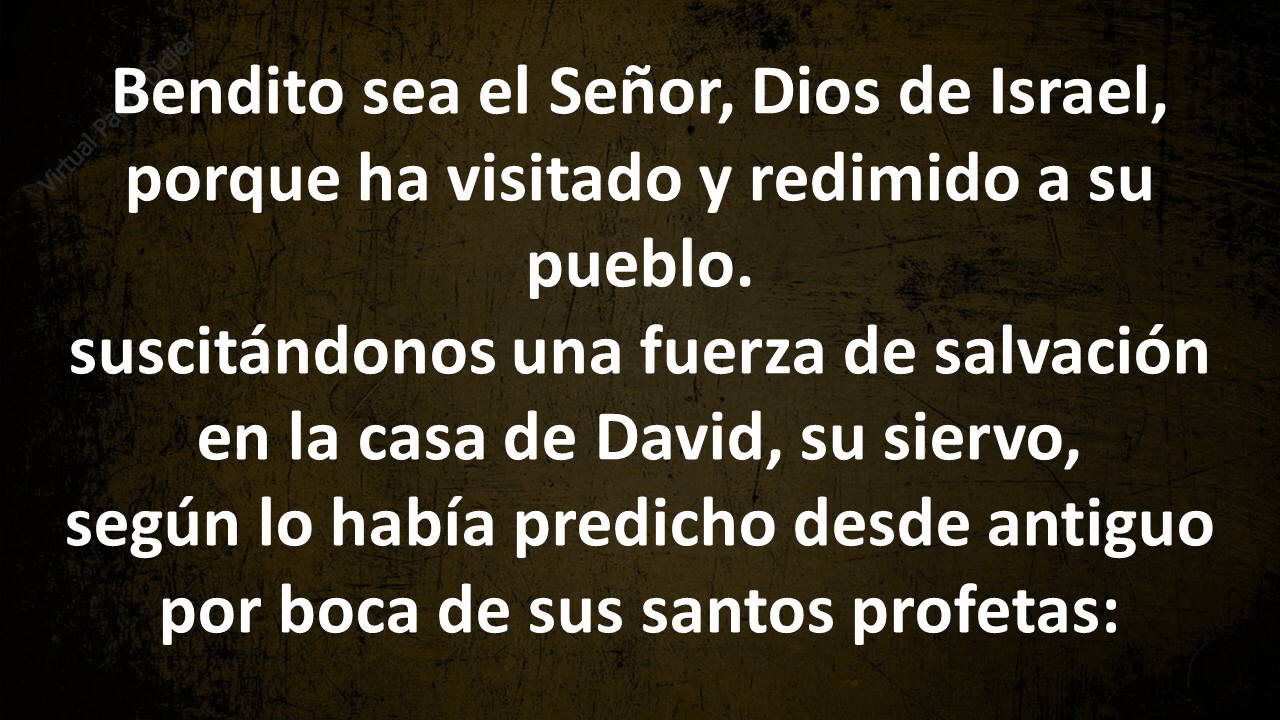 Bendito sea el Señor, Dios de Israel,
porque ha visitado y redimido a su
pueblo.
suscitándonos una fuerza de salvación
en la casa de David, su siervo,
según lo había predicho desde antiguo
por boca de sus santos profetas: